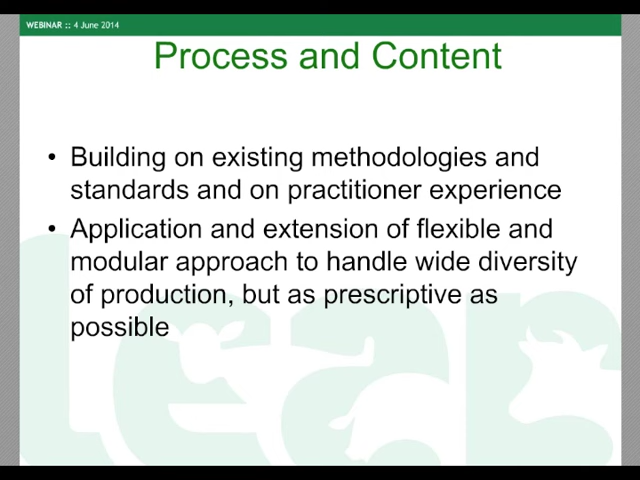 WEBINAR :: 4 June 2014
Process and Content
• Building on existing methodologies and
standards and on practitioner experience
• Application and extension of flexible and
modular approach to handle wide diversity
of production, but as prescriptive as
possible
leap